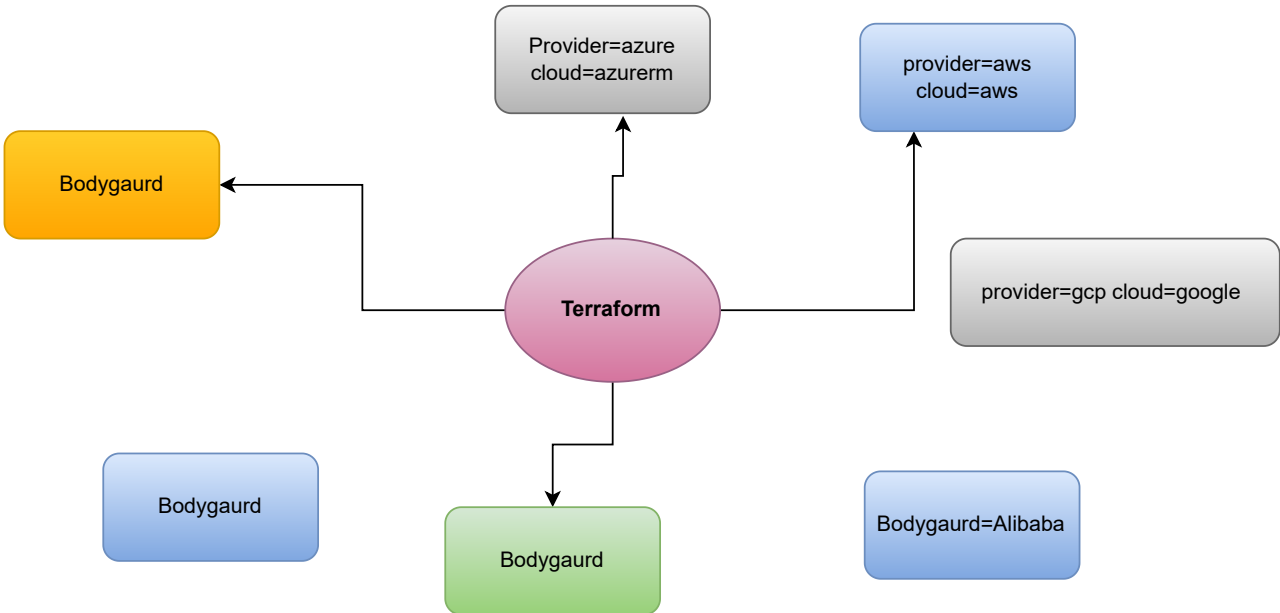 Provider=azure
cloud=azurerm
provider=aws
cloud=aws
Bodygaurd
provider=gcp cloud=google
Terraform
Bodygaurd
Bodygaurd=Alibaba
Bodygaurd